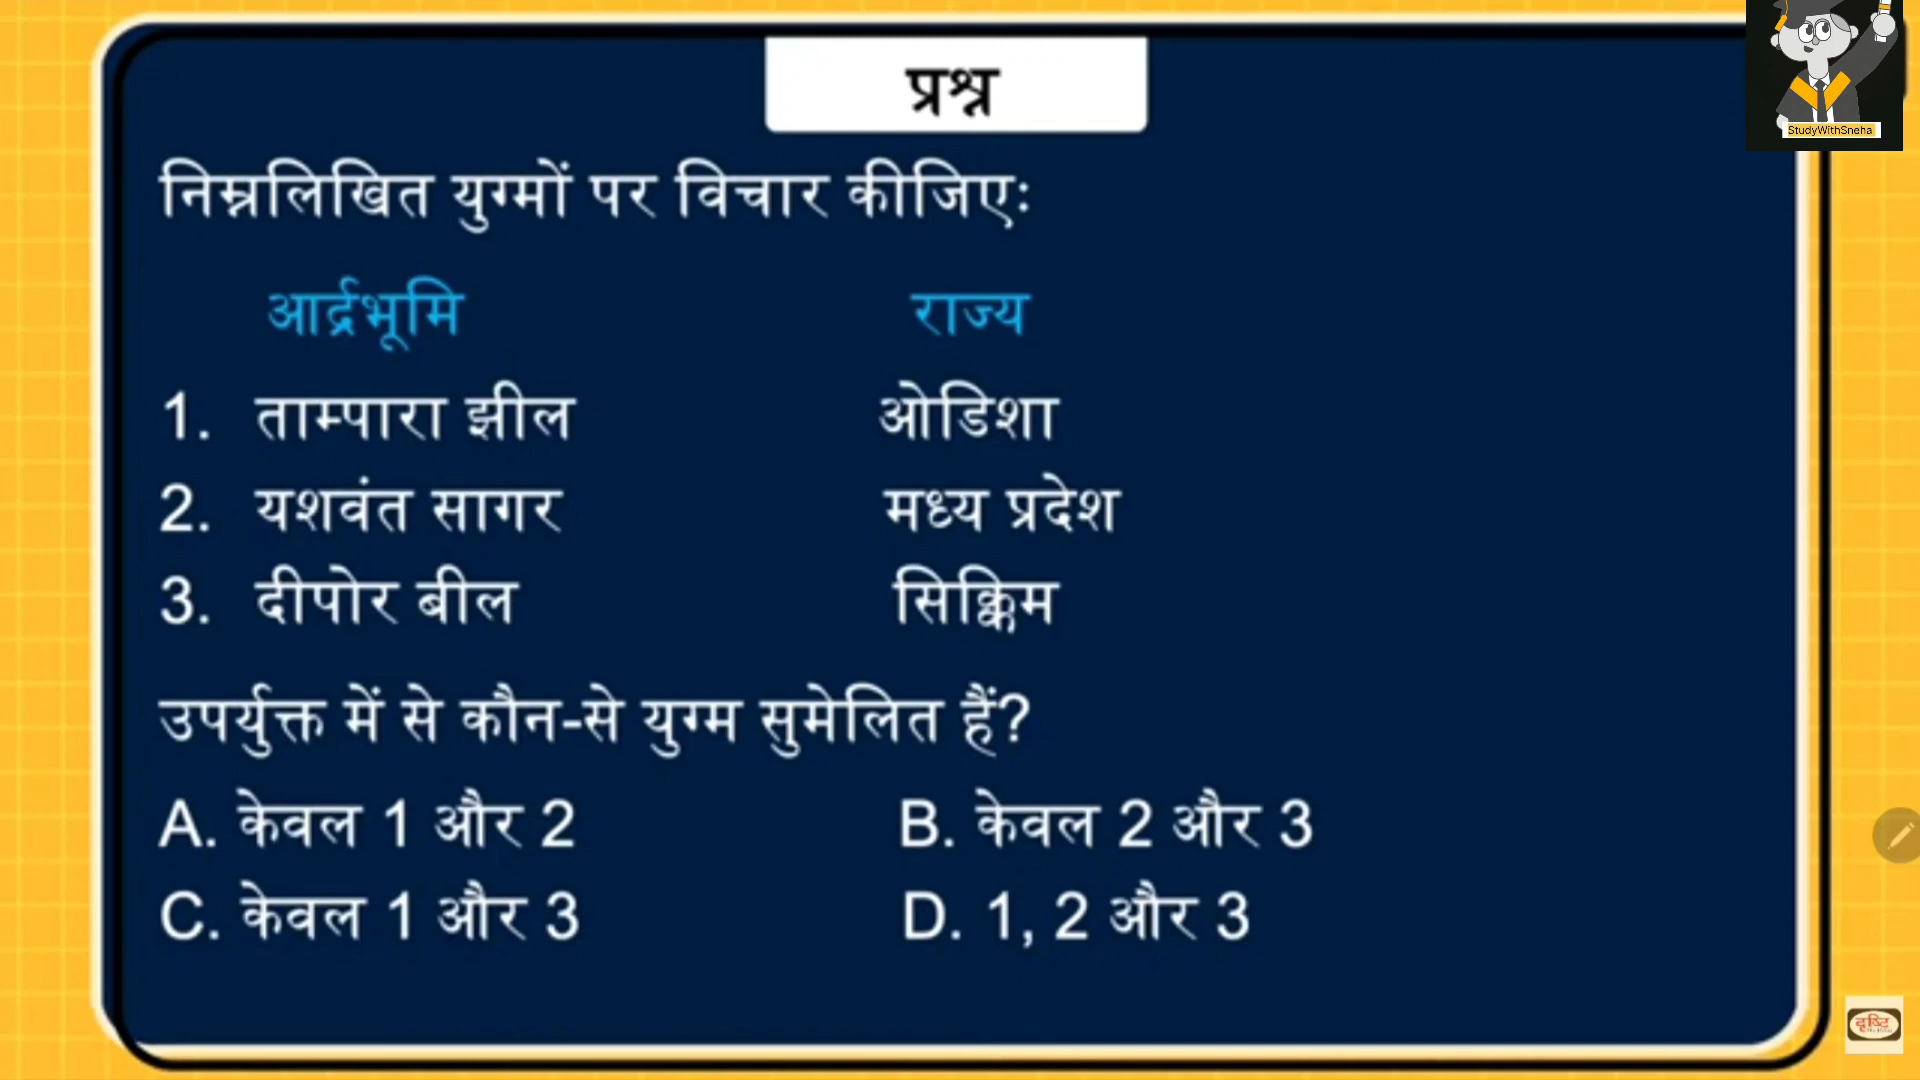 प्रश्न
StudyWithSneha
निम्नलिखित युग्मों पर विचार कीजिए:
आर्द्रभूमि राज्य
1. ताम्पारा झील ओडिशा
2. यशवंत सागर मध्य प्रदेश
3. दीपोर बील सिक्किम
उपर्युक्त में से कौन-से युग्म सुमेलित हैं?
A. केवल 1 और 2 B. केवल 2 और 3
C. केवल 1 और 3 D. 1, 2 और 3
दृष्टि